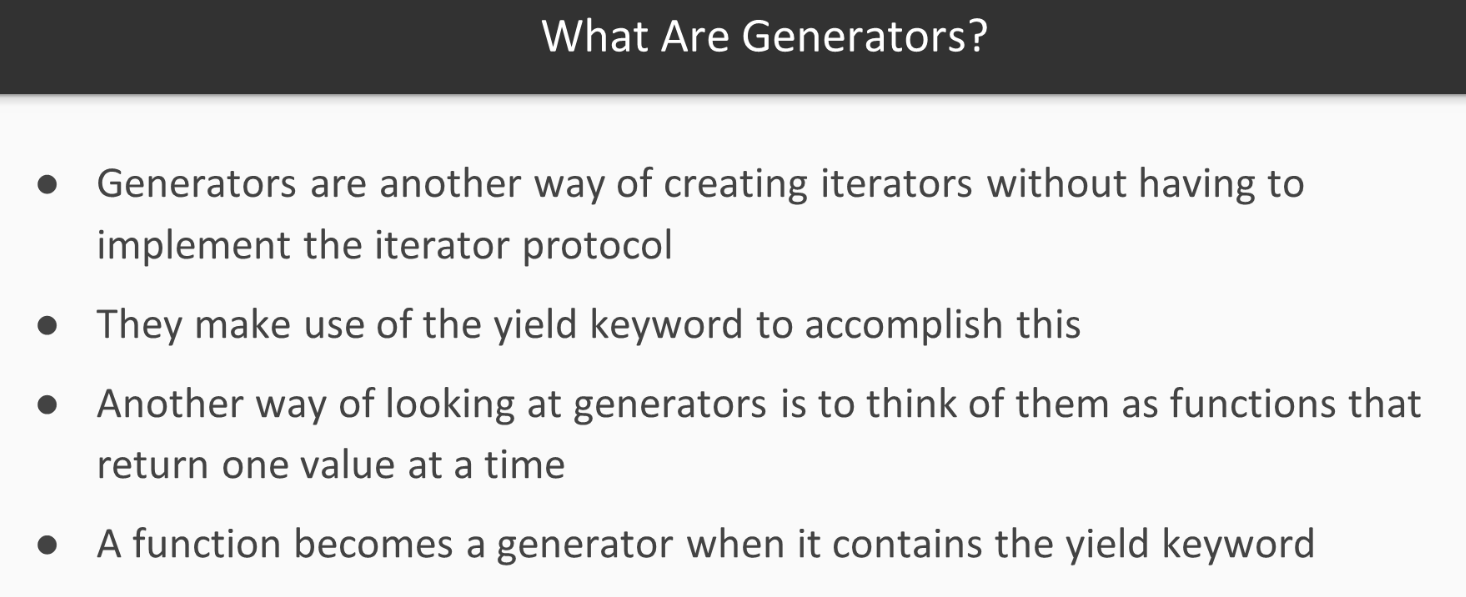 What Are Generators?
● Generators are another way of creating iterators without having to
implement the iterator protocol
● They make use of the yield keyword to accomplish this
● Another way of looking at generators is to think of them as functions that
return one value at a time
● A function becomes a generator when it contains the yield keyword